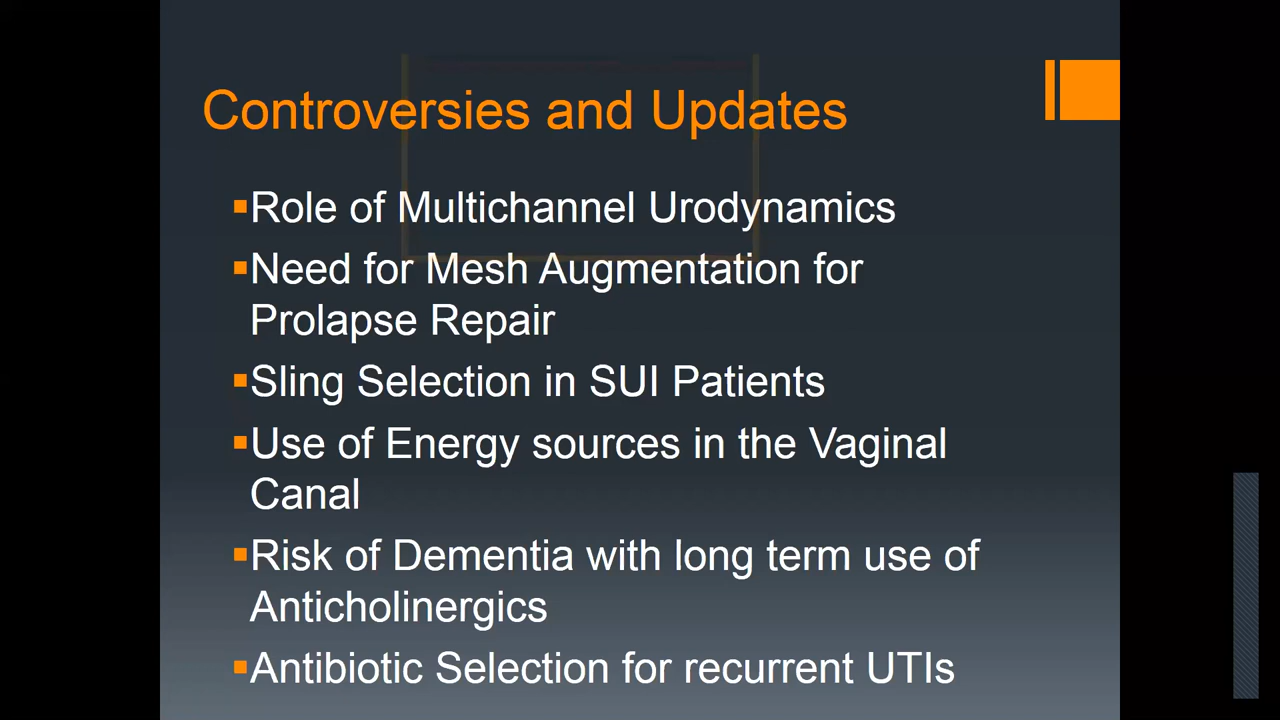 Controversies and Updates
▪Role of Multichannel Urodynamics
▪Need for Mesh Augmentation for
Prolapse Repair
▪Sling Selection in SUI Patients
▪Use of Energy sources in the Vaginal
Canal
▪Risk of Dementia with long term use of
Anticholinergics
▪Antibiotic Selection for recurrent UTIs